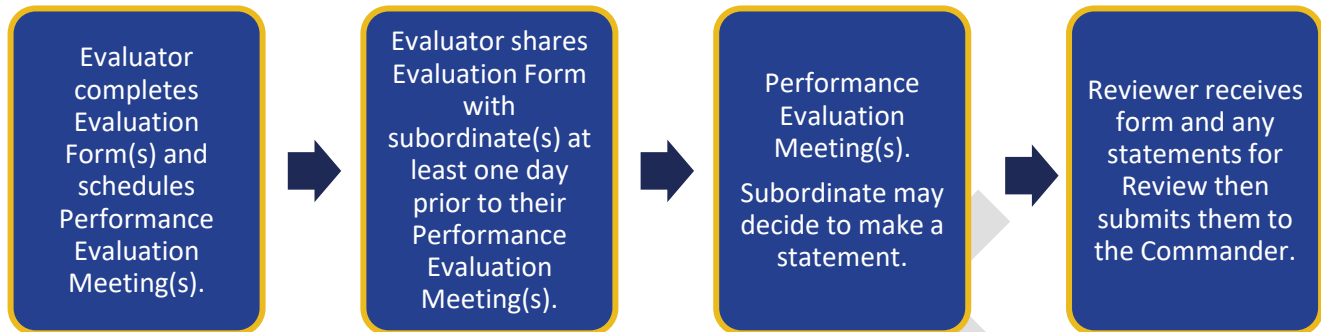 Evaluator
completes
Evaluation
Form(s) and
schedules
Performance
Evaluation
Meeting(s).
Evaluator shares
Evaluation Form
with
subordinate(s) at
least one day
prior to their
Performance
Evaluation
Meeting(s).
Performance
Evaluation
Meeting(s).
Subordinate may
decide to make a
statement.
Reviewer receives
form and any
statements for
Review then
submits them to
the Commander.